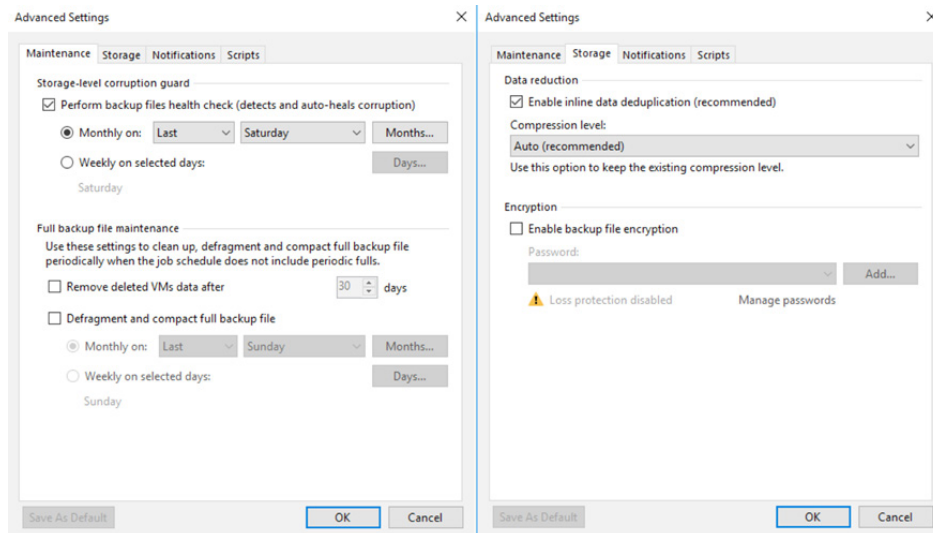 Advanced Settings
Maintenance Storage Notifications Scripts
Storage-level corruption guard
Perform backup files health check (detects and auto-heals corruption)
Monthly on: Last Saturday Months...
Weekly on selected days: Days...
Saturday
Full backup file maintenance
Use these settings to clean up, defragment and compact full backup file
periodically when the job schedule does not include periodic fulls.
Remove deleted VMs data after 30 days
Defragment and compact full backup file
Monthly on: Last Sunday Months...
Weekly on selected days: Days...
Sunday
Save As Default OK Cancel
Advanced Settings
Maintenance Storage Notifications Scripts
Data reduction
Enable inline data deduplication (recommended)
Compression level:
Auto (recommended)
Use this option to keep the existing compression level.
Encryption
Enable backup file encryption
Password:
Add...
Loss protection disabled Manage passwords
Save As Default OK Cancel